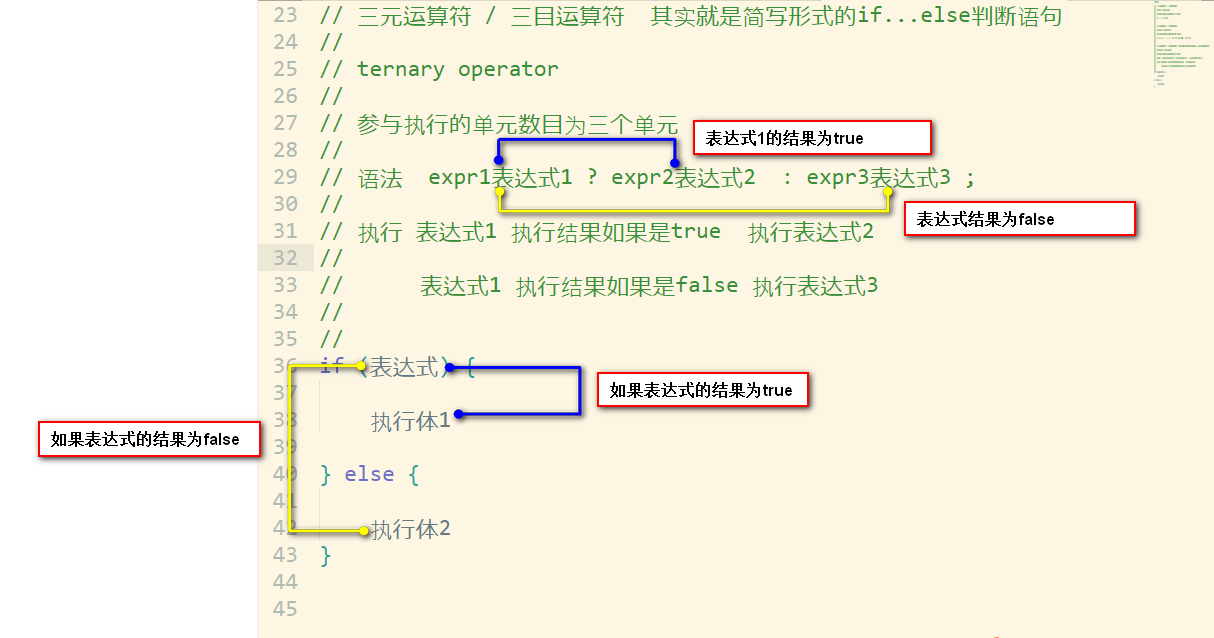 23 // 三元运算符 / 三目运算符 其实就是简写形式的if...else判断语句
24 //
25 // ternary operator
26 //
27 // 参与执行的单元数目为三个单元
表达式1的结果为true
28 //
29 // 语法 expr1表达式1 ? expr2表达式2 : expr3表达式3 ;
30 //
表达式结果为false
31 // 执行 表达式1 执行结果如果是true 执行表达式2
32 //
33 // 表达式1 执行结果如果是false 执行表达式3
34 //
35 //
36 if (表达式) {
37
如果表达式的结果为true
38 执行体1
如果表达式的结果为false
39
40 } else {
41
42 执行体2
43 }
44
45